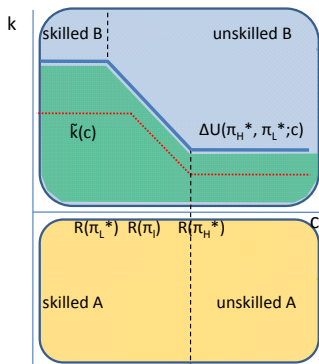 k
skilled B unskilled B
k̃(c) ΔU(π_H*, π_L*;c)
R(π_L*) R(π_I) R(π_H*) c
skilled A unskilled A